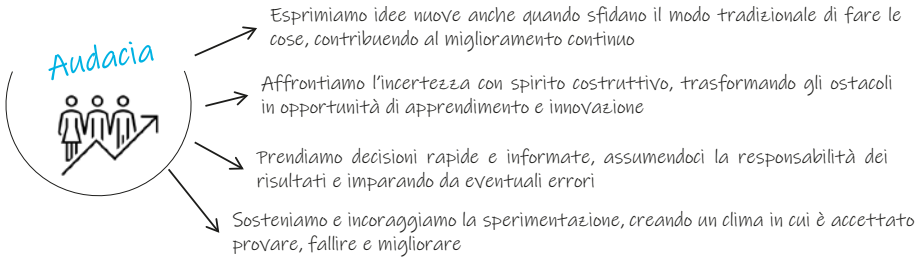 Audacia
Esprimiamo idee nuove anche quando sfidano il modo tradizionale di fare le
cose, contribuendo al miglioramento continuo
Affrontiamo l'incertezza con spirito costruttivo, trasformando gli ostacoli
in opportunità di apprendimento e innovazione
Prendiamo decisioni rapide e informate, assumendoci la responsabilità dei
risultati e imparando da eventuali errori
Sosteniamo e incoraggiamo la sperimentazione, creando un clima in cui è accettato
provare, fallire e migliorare